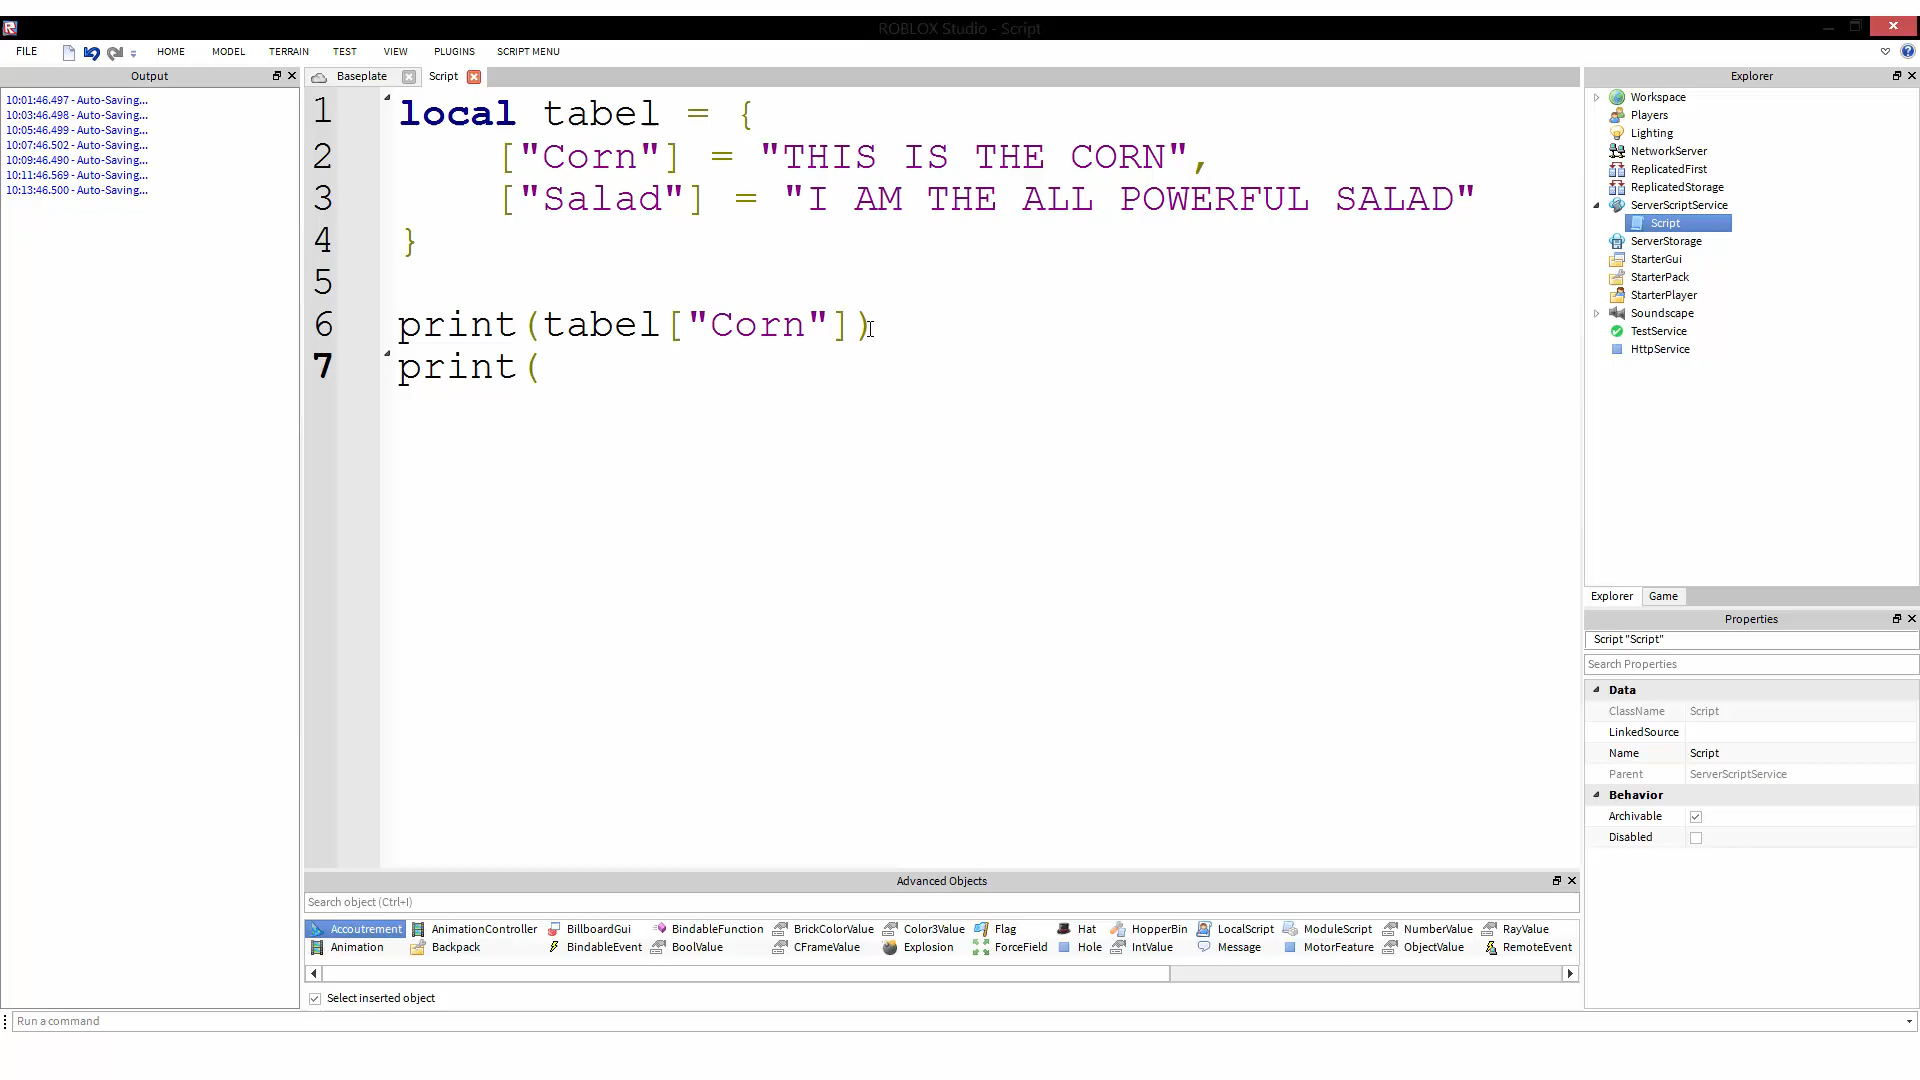 ROBLOX Studio - Script
FILE HOME MODEL TERRAIN TEST VIEW PLUGINS SCRIPT MENU
Output
10:01:46.497 - Auto-Saving...
10:03:46.498 - Auto-Saving...
10:05:46.499 - Auto-Saving...
10:07:46.502 - Auto-Saving...
10:09:46.490 - Auto-Saving...
10:11:46.569 - Auto-Saving...
10:13:46.500 - Auto-Saving...
Baseplate Script
1 local tabel = {
2 ["Corn"] = "THIS IS THE CORN",
3 ["Salad"] = "I AM THE ALL POWERFUL SALAD"
4 }
5
6 print(tabel["Corn"])
7 print(
Explorer
Workspace
Players
Lighting
NetworkServer
ReplicatedFirst
ReplicatedStorage
ServerScriptService
Script
ServerStorage
StarterGui
StarterPack
StarterPlayer
Soundscape
TestService
HttpService
Explorer Game
Properties
Script "Script"
Search Properties
Data
ClassName Script
LinkedSource
Name Script
Parent ServerScriptService
Behavior
Archivable
Disabled
Advanced Objects
Search object (Ctrl+I)
Accoutrement AnimationController BillboardGui BindableFunction BrickColorValue Color3Value Flag Hat HopperBin LocalScript ModuleScript NumberValue RayValue
Animation Backpack BindableEvent BoolValue CFrameValue Explosion ForceField Hole IntValue Message MotorFeature ObjectValue RemoteEvent
Select inserted object
Run a command